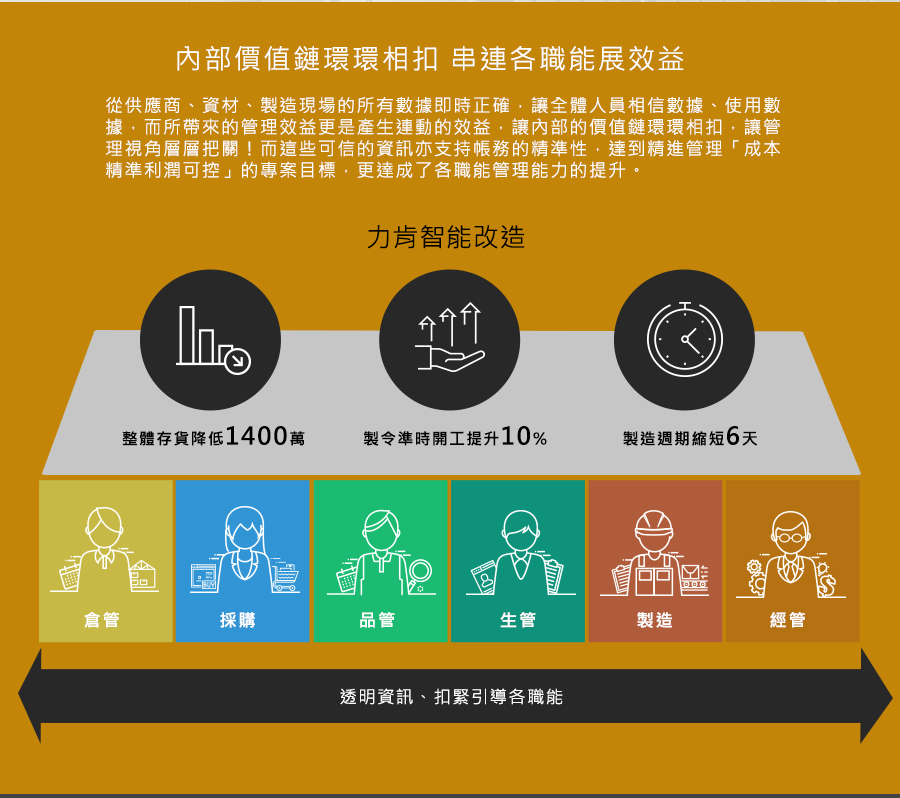 內部價值鏈環環相扣 串連各職能展效益
從供應商、資材、製造現場的所有數據即時正確，讓全體人員相信數據、使用數
據，而所帶來的管理效益更是產生連動的效益，讓內部的價值鏈環環相扣，讓管
理視角層層把關！而這些可信的資訊亦支持帳務的精準性，達到精進管理「成本
精準利潤可控」的專案目標，更達成了各職能管理能力的提升。
力肯智能改造
整體存貨降低1400萬
製令準時開工提升10%
製造週期縮短6天
倉管
採購
品管
生管
製造
經管
透明資訊、扣緊引導各職能